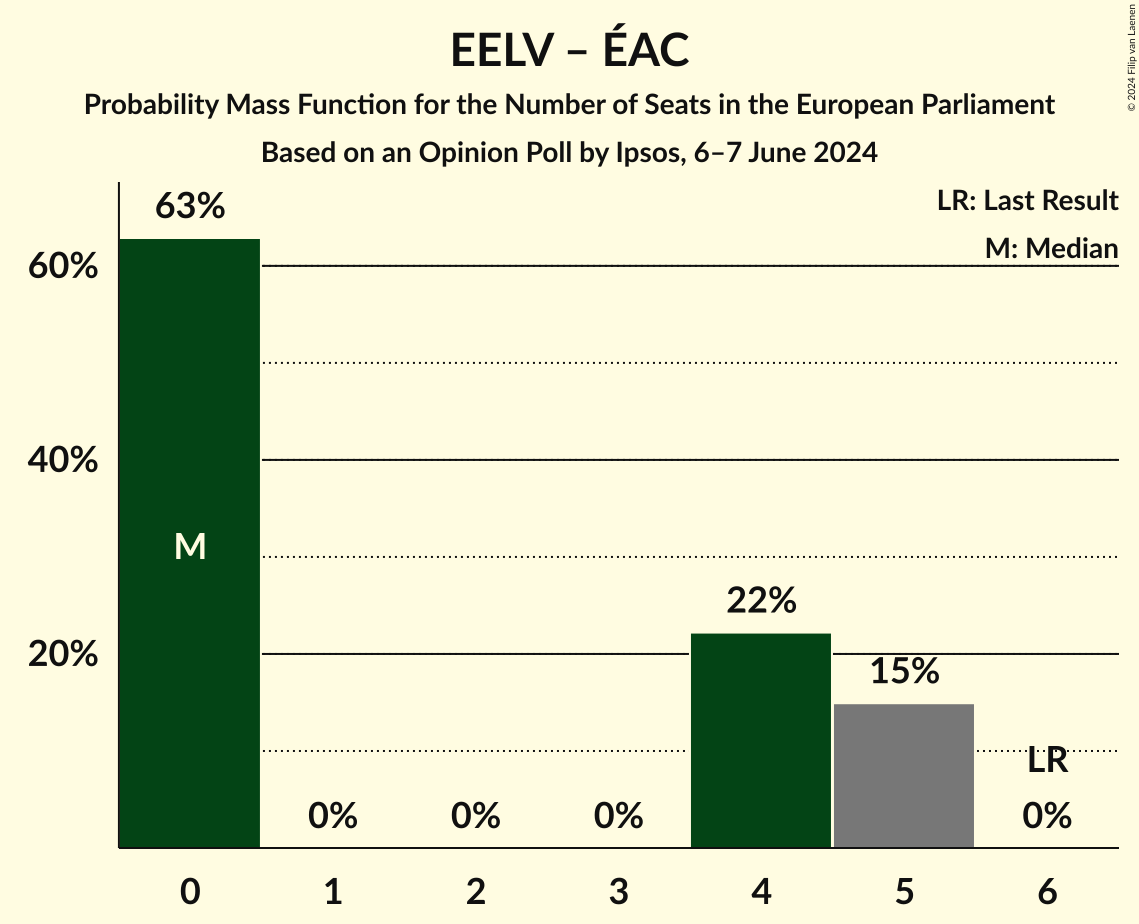 EELV – ÉAC
Probability Mass Function for the Number of Seats in the European Parliament
Based on an Opinion Poll by Ipsos, 6–7 June 2024
© 2024 Filip van Laenen
LR: Last Result
M: Median
63%
60%
40%
M
22%
20%
15%
LR
0%
0%
0%
0%
0
1
2
3
4
5
6